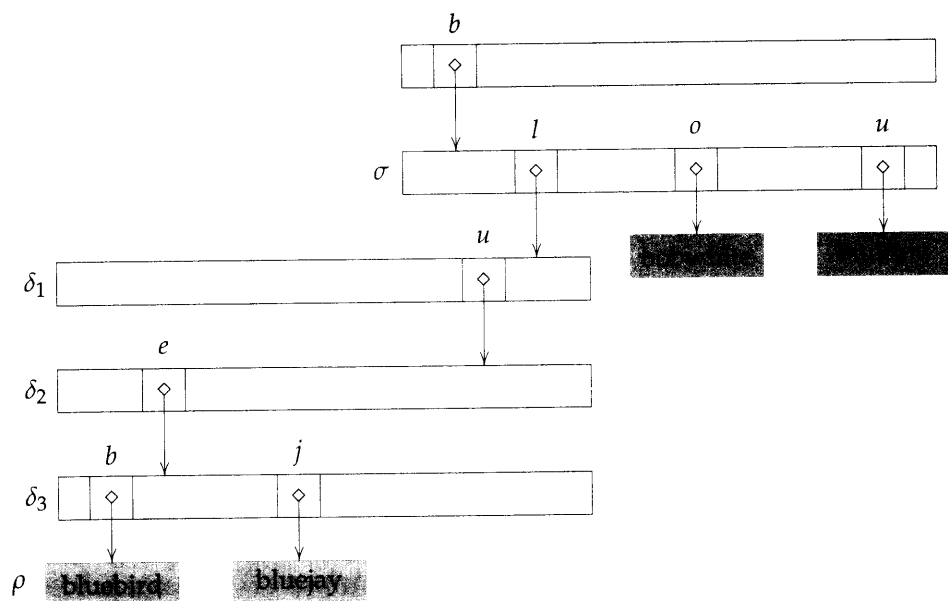 b
σ l o u
u
δ1
e
δ2
b j
δ3
ρ bluebird bluejay